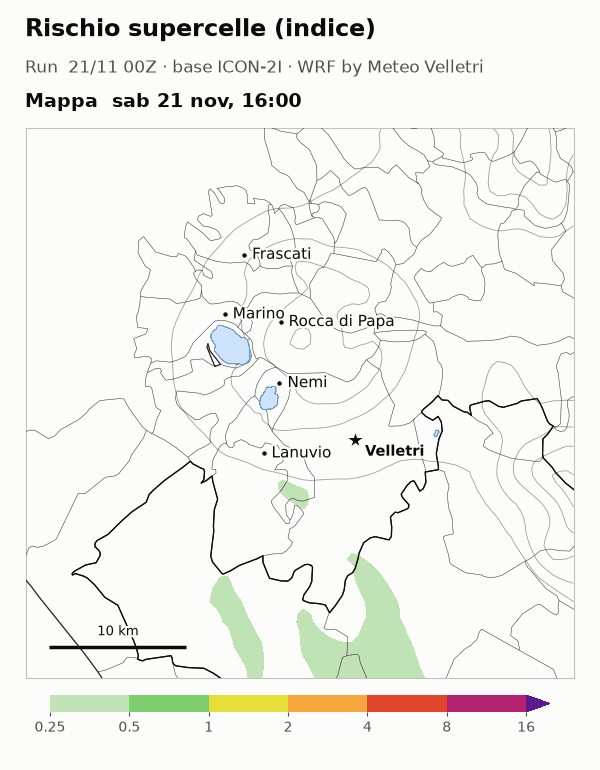 Rischio supercelle (indice)
Run  21/11 00Z · base ICON-2I · WRF by Meteo Velletri
Mappa  sab 21 nov, 16:00
Frascati
Marino
Rocca di Papa
Nemi
Velletri
Lanuvio
10 km
0.25 0.5 1 2 4 8 16